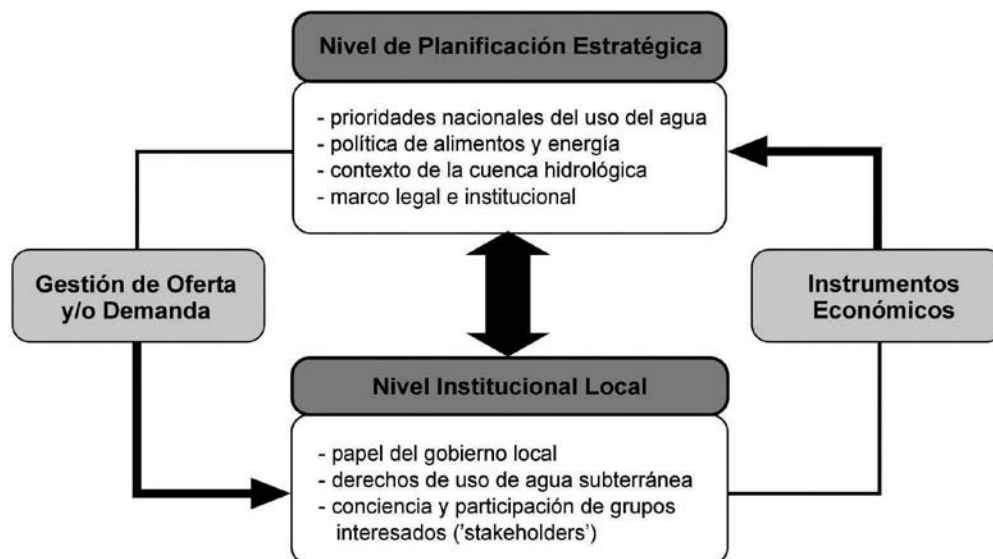 Nivel de Planificación Estratégica
- prioridades nacionales del uso del agua
- política de alimentos y energía
- contexto de la cuenca hidrológica
- marco legal e institucional
Gestión de Oferta
y/o Demanda
Instrumentos
Económicos
Nivel Institucional Local
- papel del gobierno local
- derechos de uso de agua subterránea
- conciencia y participación de grupos
interesados ('stakeholders')